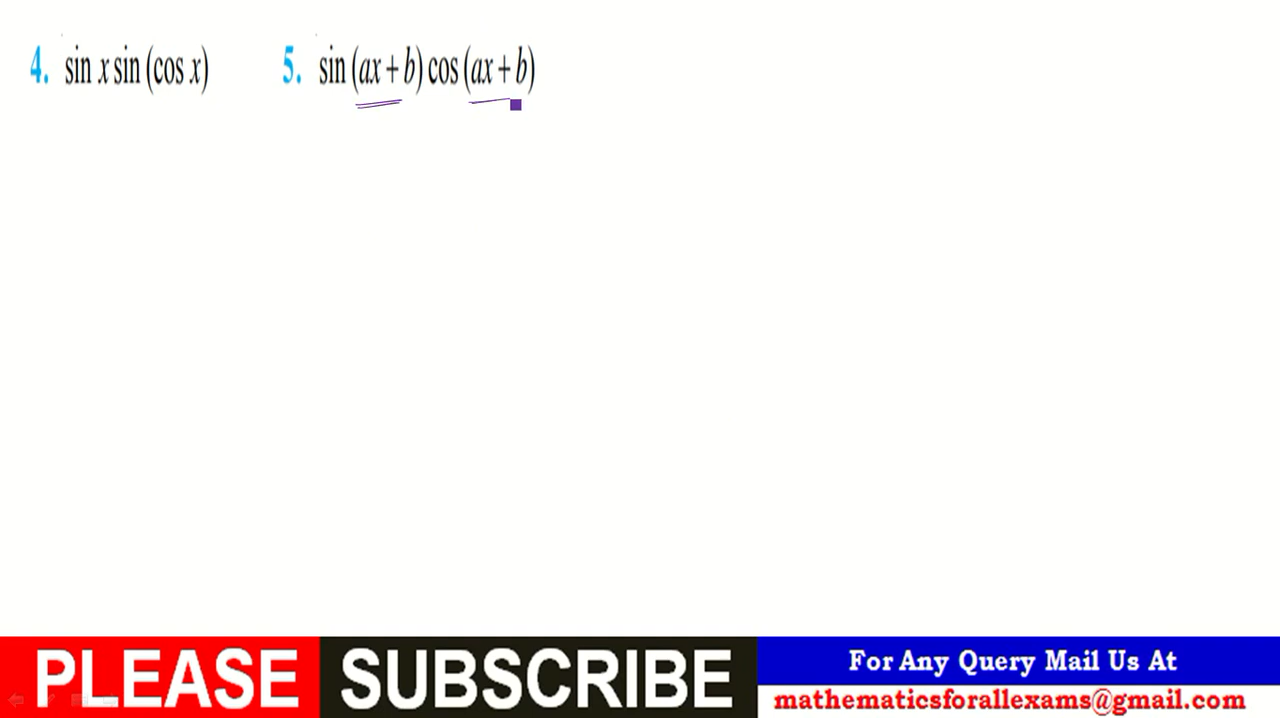 4. sin x sin (cos x) 5. sin (ax + b) cos (ax + b)
PLEASE SUBSCRIBE
For Any Query Mail Us At
mathematicsforallexams@gmail.com